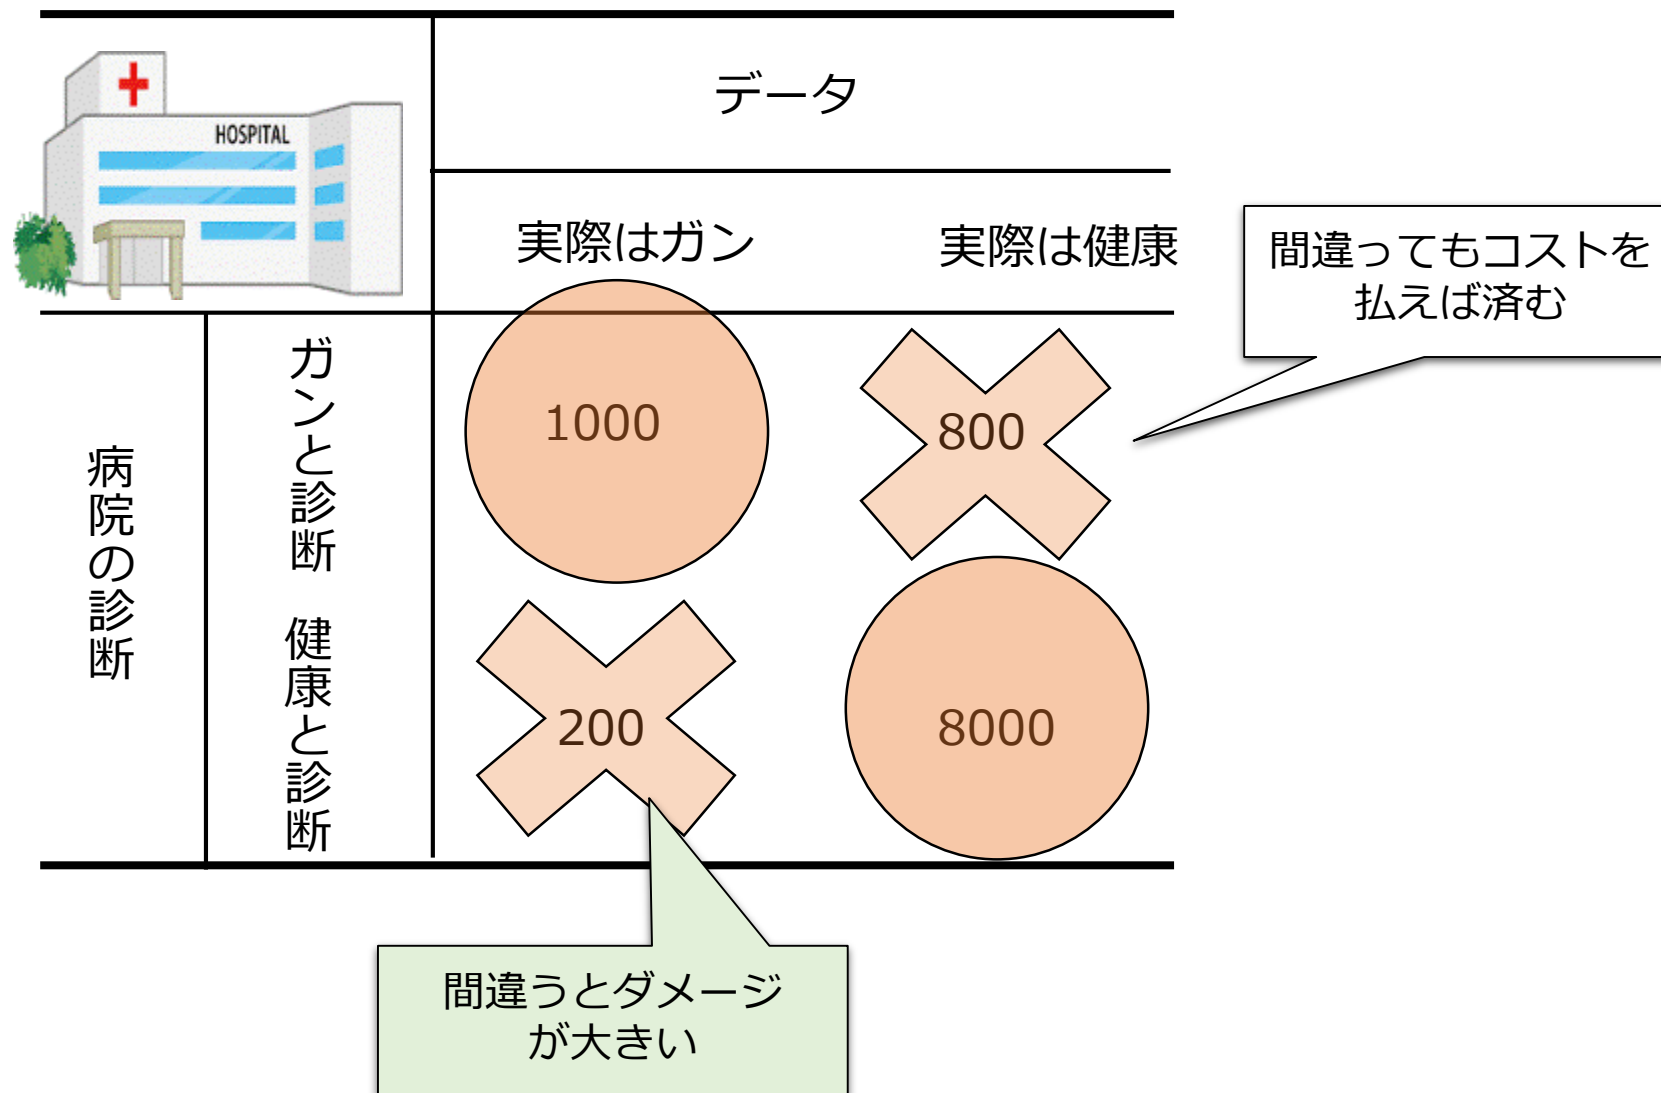 HOSPITAL
データ
実際はガン
実際は健康
間違ってもコストを
払えば済む
病院の診断
ガンと診断
1000
800
健康と診断
200
8000
間違うとダメージ
が大きい